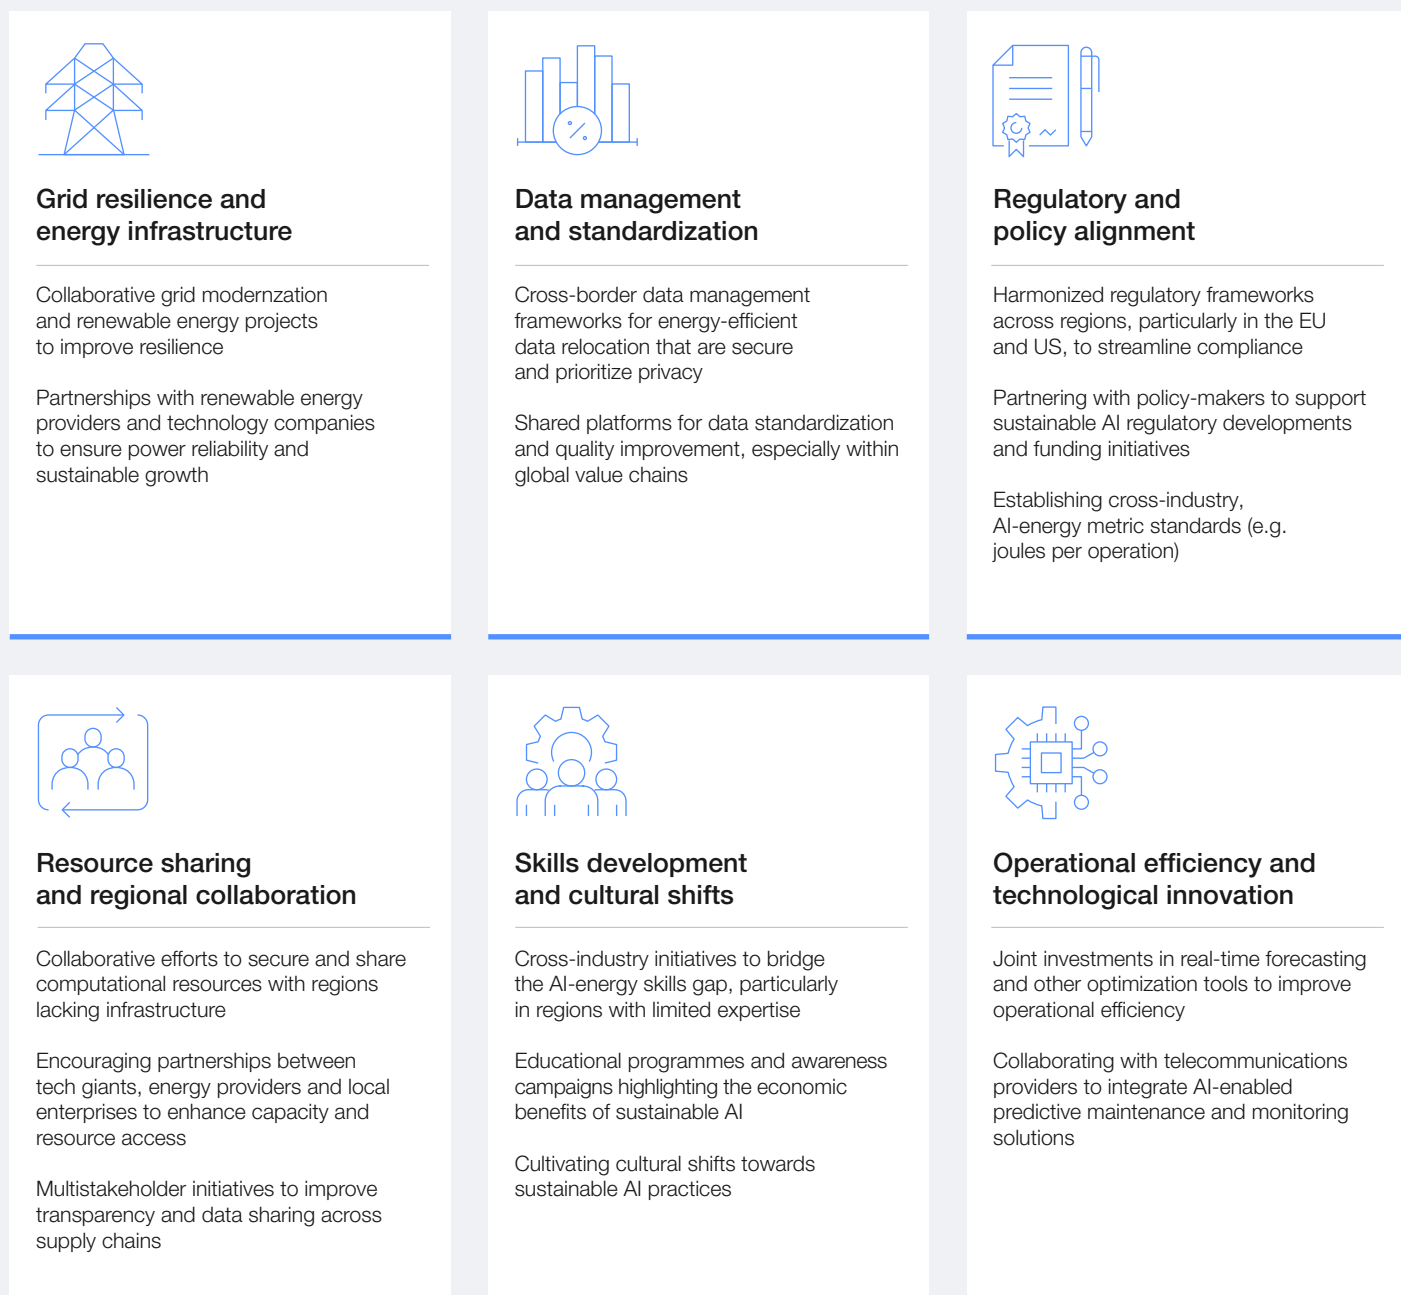 Grid resilience and
energy infrastructure
Collaborative grid modernzation
and renewable energy projects
to improve resilience
Partnerships with renewable energy
providers and technology companies
to ensure power reliability and
sustainable growth
Data management
and standardization
Cross-border data management
frameworks for energy-efficient
data relocation that are secure
and prioritize privacy
Shared platforms for data standardization
and quality improvement, especially within
global value chains
Regulatory and
policy alignment
Harmonized regulatory frameworks
across regions, particularly in the EU
and US, to streamline compliance
Partnering with policy-makers to support
sustainable AI regulatory developments
and funding initiatives
Establishing cross-industry,
AI-energy metric standards (e.g.
joules per operation)
Resource sharing
and regional collaboration
Collaborative efforts to secure and share
computational resources with regions
lacking infrastructure
Encouraging partnerships between
tech giants, energy providers and local
enterprises to enhance capacity and
resource access
Multistakeholder initiatives to improve
transparency and data sharing across
supply chains
Skills development
and cultural shifts
Cross-industry initiatives to bridge
the AI-energy skills gap, particularly
in regions with limited expertise
Educational programmes and awareness
campaigns highlighting the economic
benefits of sustainable AI
Cultivating cultural shifts towards
sustainable AI practices
Operational efficiency and
technological innovation
Joint investments in real-time forecasting
and other optimization tools to improve
operational efficiency
Collaborating with telecommunications
providers to integrate AI-enabled
predictive maintenance and monitoring
solutions